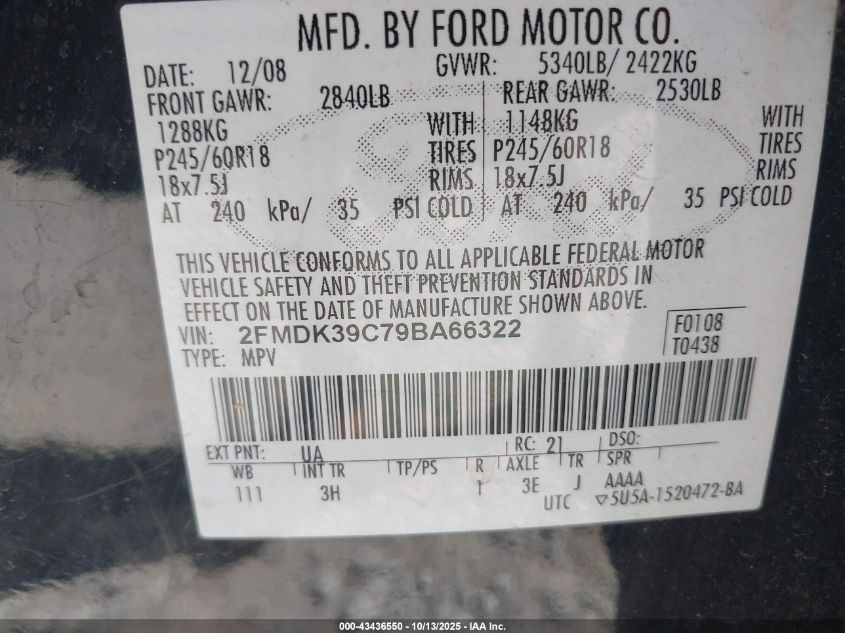 MFD. BY FORD MOTOR CO.
DATE: 12/08 GVWR: 5340LB/ 2422KG
FRONT GAWR: 2840LB REAR GAWR: 2530LB
1288KG WITH 1148KG WITH
P245/60R18 TIRES P245/60R18 TIRES
18x7.5J RIMS 18x7.5J RIMS
AT 240 kPa/ 35 PSI COLD AT 240 kPa/ 35 PSI COLD
THIS VEHICLE CONFORMS TO ALL APPLICABLE FEDERAL MOTOR
VEHICLE SAFETY AND THEFT PREVENTION STANDARDS IN
EFFECT ON THE DATE OF MANUFACTURE SHOWN ABOVE.
VIN: 2FMDK39C79BA66322 F0108
TYPE: MPV T0438
EXT PNT: UA RC: 21 DSO:
WB INT TR TP/PS R AXLE TR SPR
111 3H 1 3E J AAAA
UTC ▽5U5A-1520472-BA
000-43436550 - 10/13/2025 - IAA Inc.